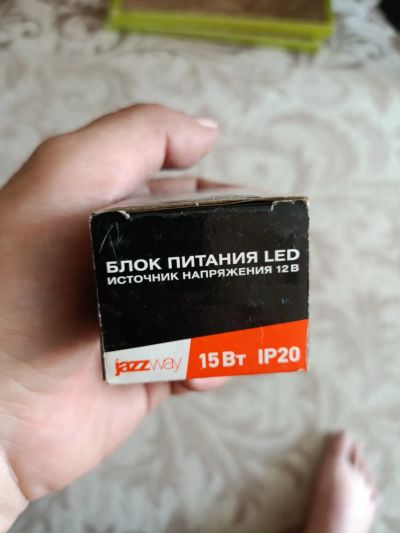 БЛОК ПИТАНИЯ LED
ИСТОЧНИК НАПРЯЖЕНИЯ 12 В
jazzway 15 Вт IP20